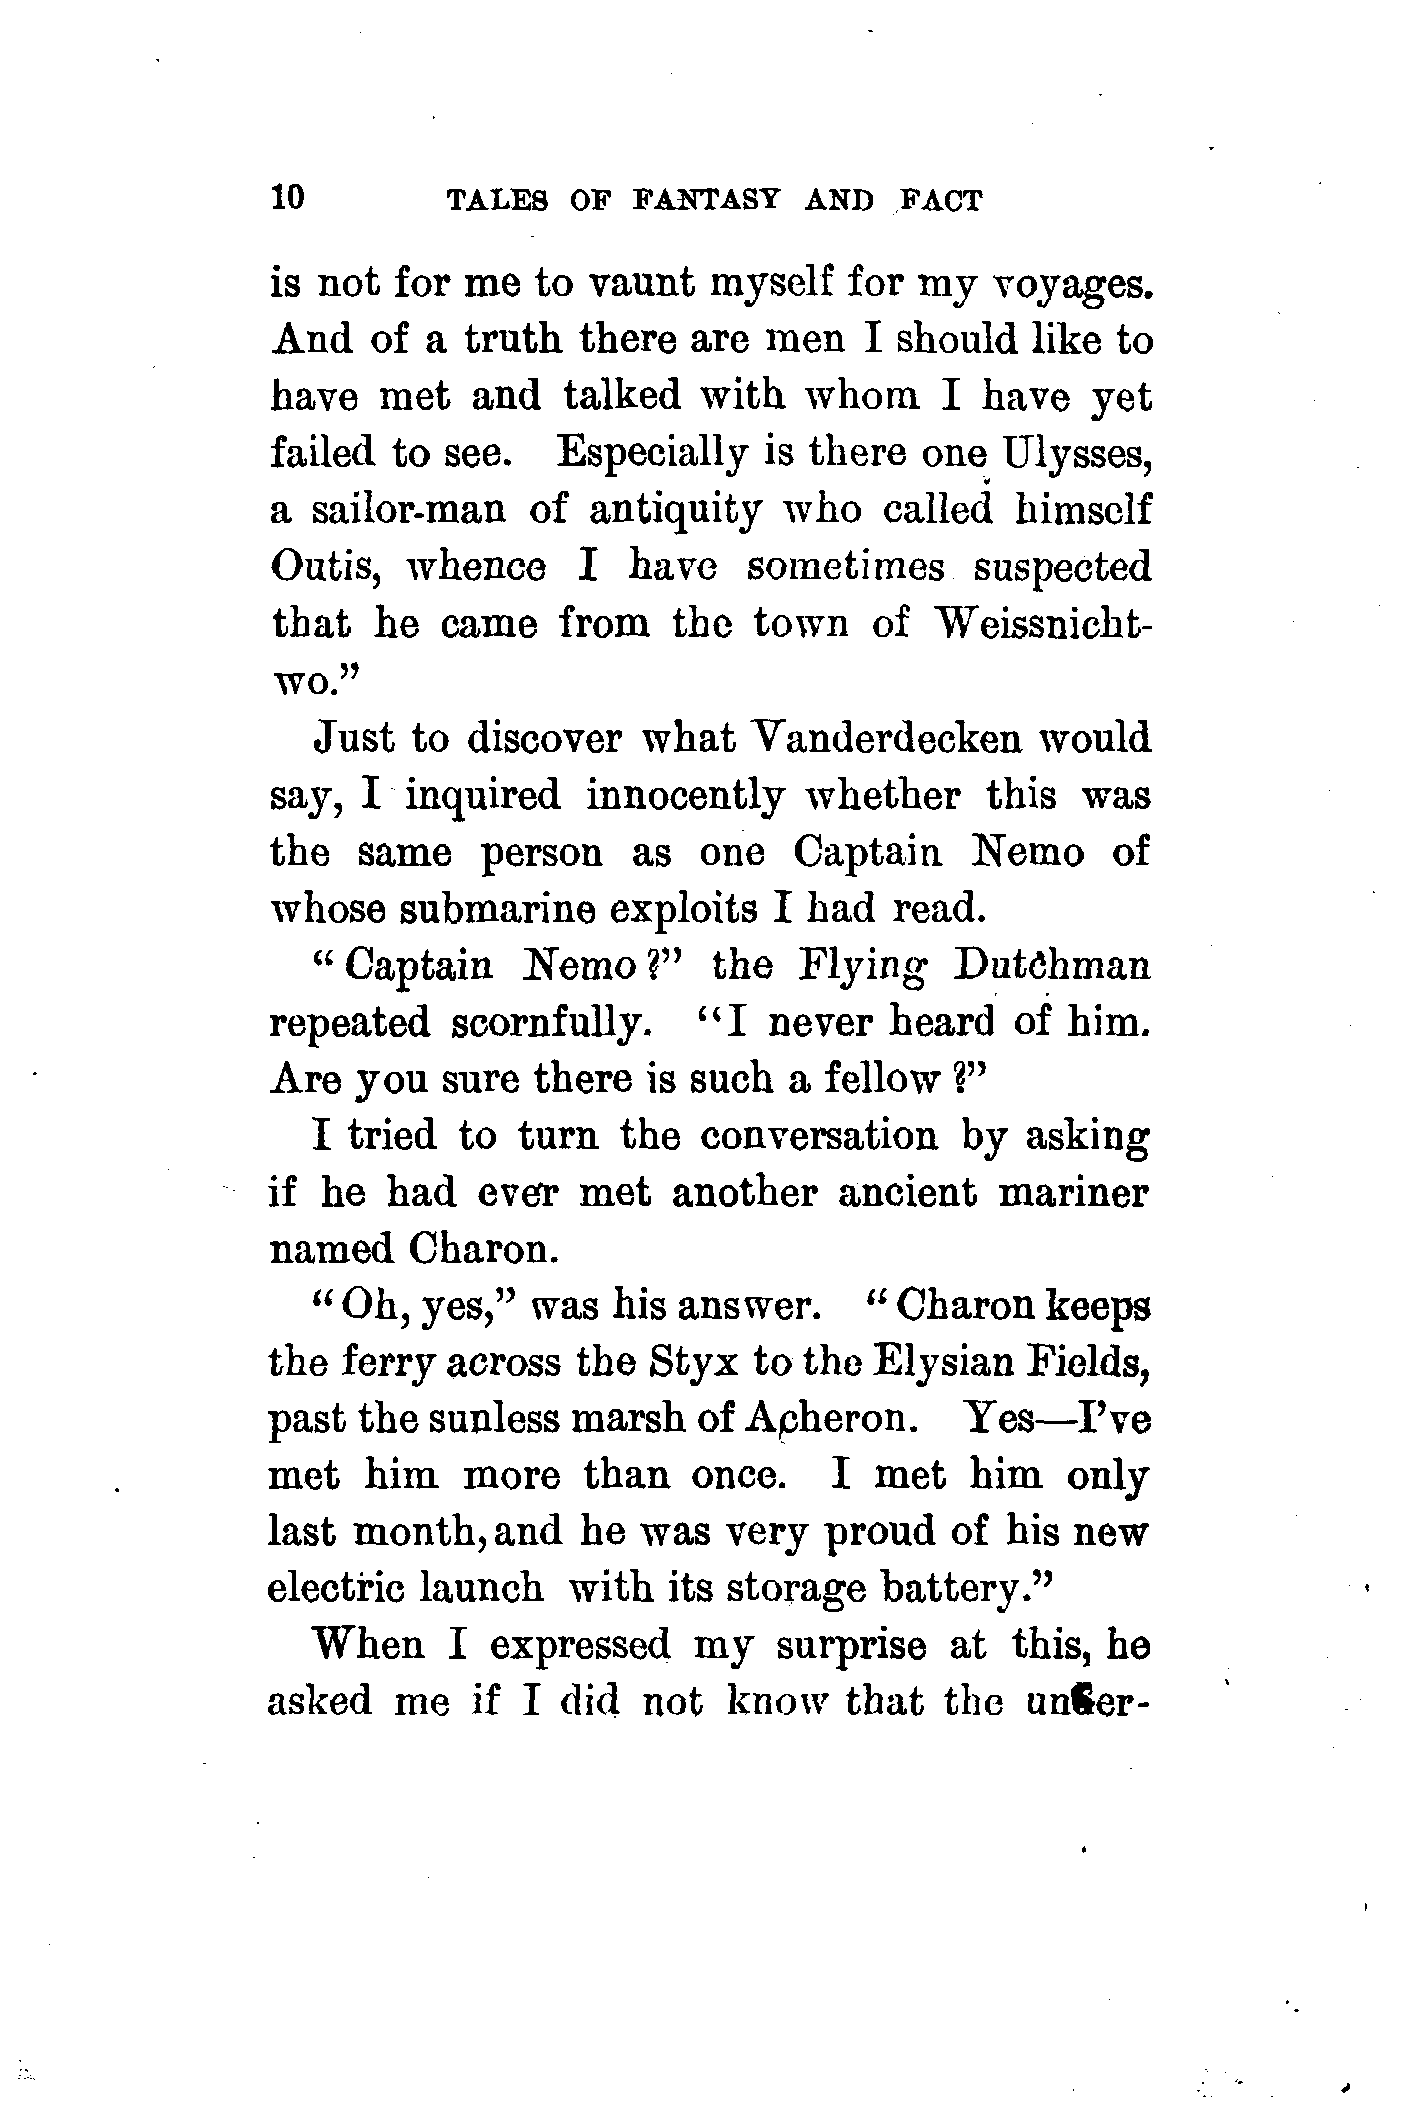 10 TALES OF FANTASY AND FACT
is not for me to vaunt myself for my voyages.
And of a truth there are men I should like to
have met and talked with whom I have yet
failed to see. Especially is there one Ulysses,
a sailor-man of antiquity who called himself
Outis, whence I have sometimes suspected
that he came from the town of Weissnicht-
wo."
Just to discover what Vanderdecken would
say, I inquired innocently whether this was
the same person as one Captain Nemo of
whose submarine exploits I had read.
"Captain Nemo?" the Flying Dutchman
repeated scornfully. "I never heard of him.
Are you sure there is such a fellow?"
I tried to turn the conversation by asking
if he had ever met another ancient mariner
named Charon.
"Oh, yes," was his answer. "Charon keeps
the ferry across the Styx to the Elysian Fields,
past the sunless marsh of Acheron. Yes—I've
met him more than once. I met him only
last month, and he was very proud of his new
electric launch with its storage battery."
When I expressed my surprise at this, he
asked me if I did not know that the under-